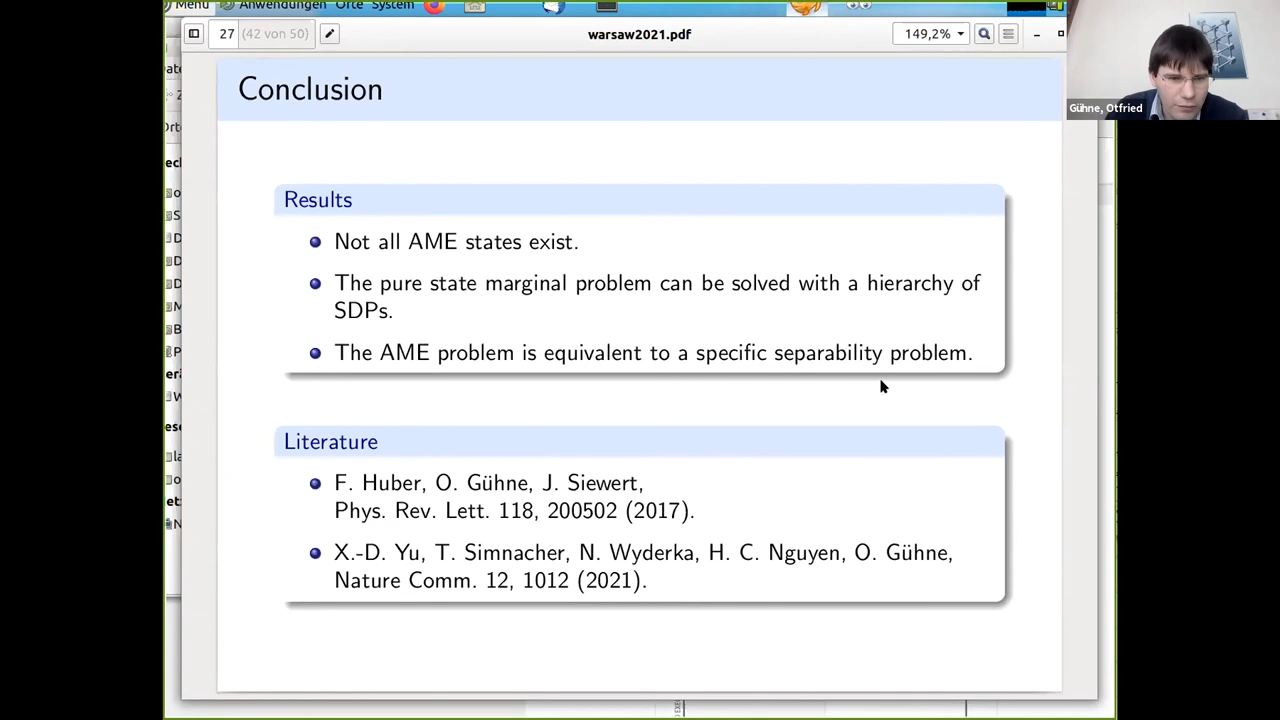 Menu Anwendungen Orte System
27 (42 von 50) warsaw2021.pdf 149,2%
Gühne, Otfried
Conclusion
Results
Not all AME states exist.
The pure state marginal problem can be solved with a hierarchy of
SDPs.
The AME problem is equivalent to a specific separability problem.
Literature
F. Huber, O. Gühne, J. Siewert,
Phys. Rev. Lett. 118, 200502 (2017).
X.-D. Yu, T. Simnacher, N. Wyderka, H. C. Nguyen, O. Gühne,
Nature Comm. 12, 1012 (2021).